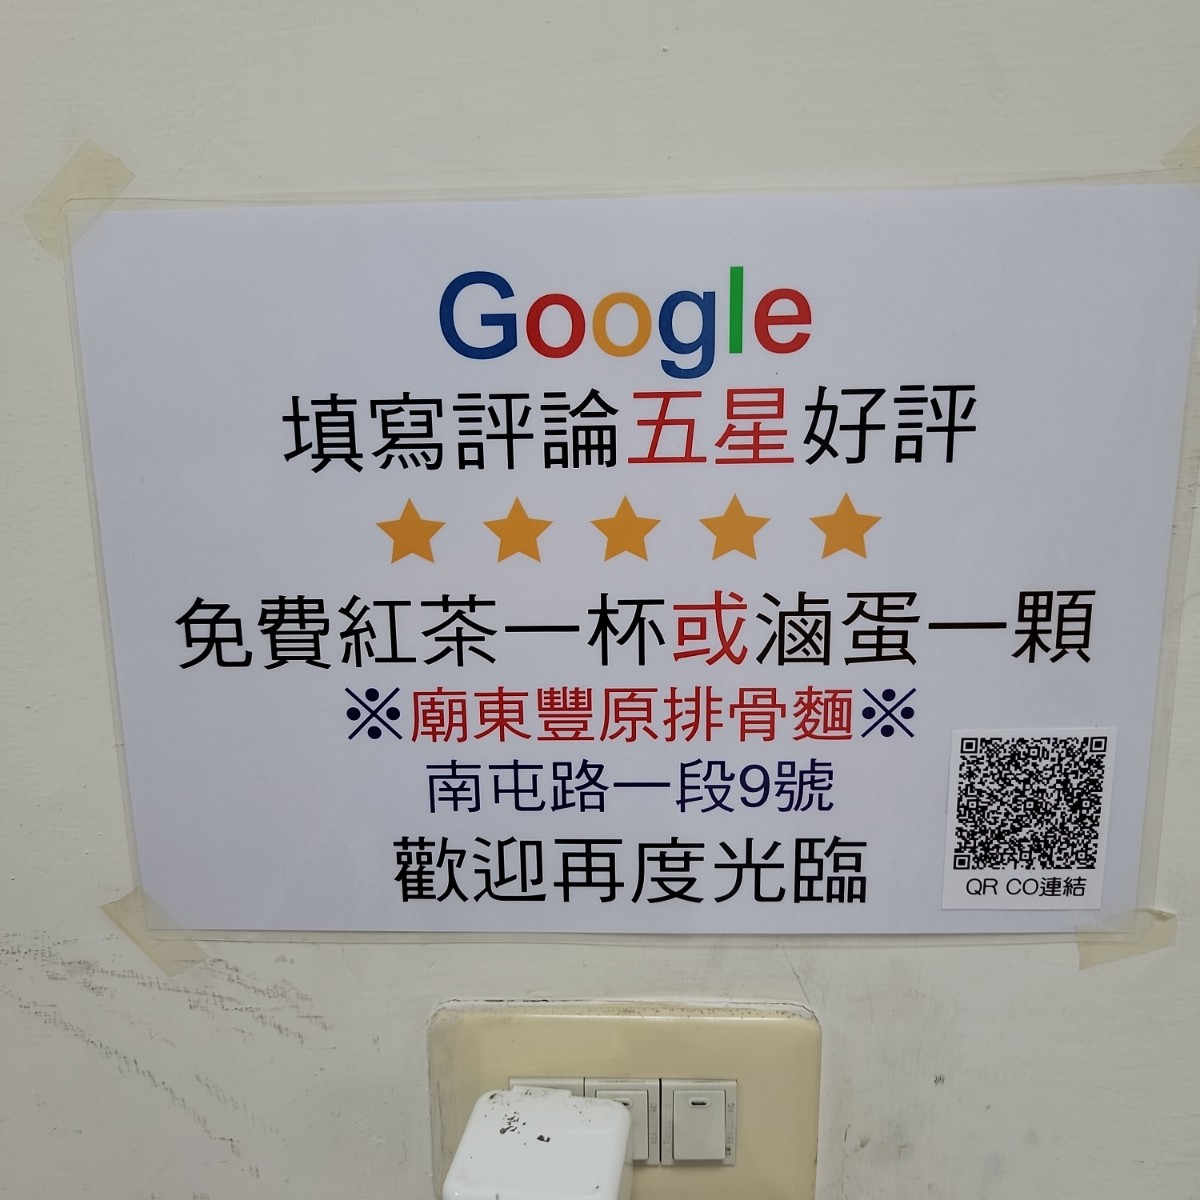 Google
填寫評論五星好評
免費紅茶一杯或滷蛋一顆
※廟東豐原排骨麵※
南屯路一段9號
歡迎再度光臨
QR CO連結